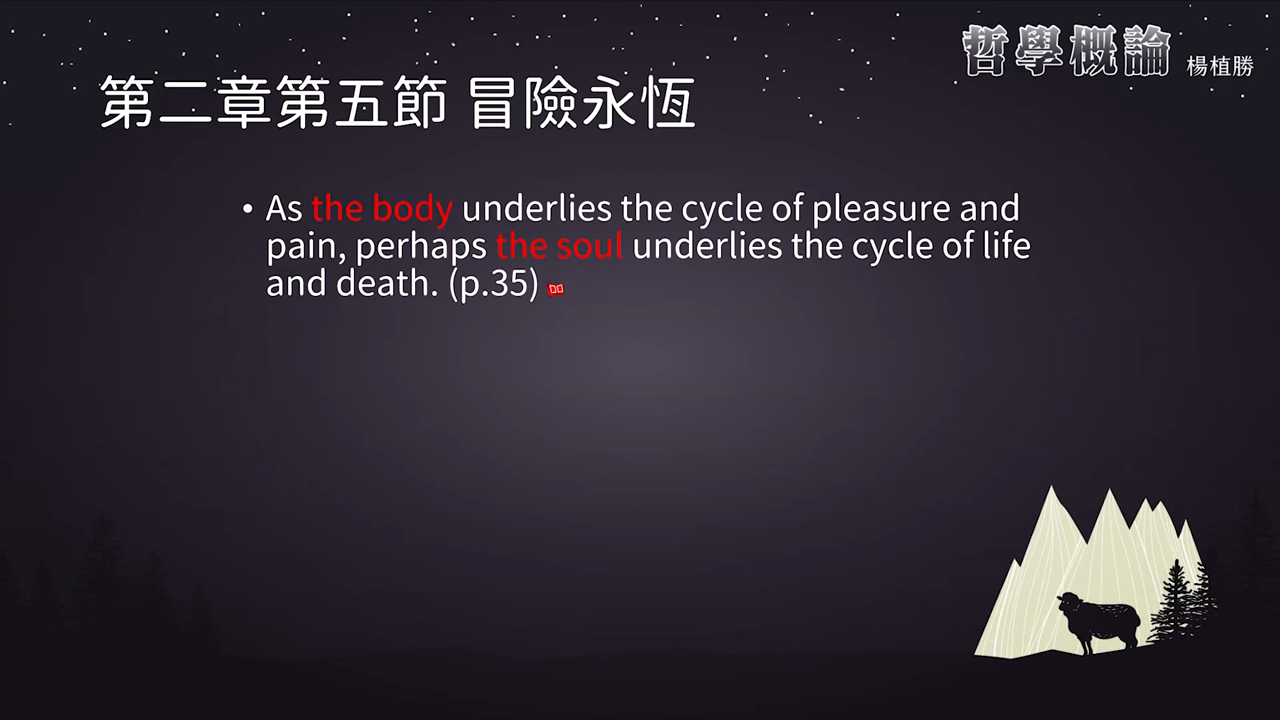 哲學概論 楊植勝
第二章第五節 冒險永恆
• As the body underlies the cycle of pleasure and
pain, perhaps the soul underlies the cycle of life
and death. (p.35)